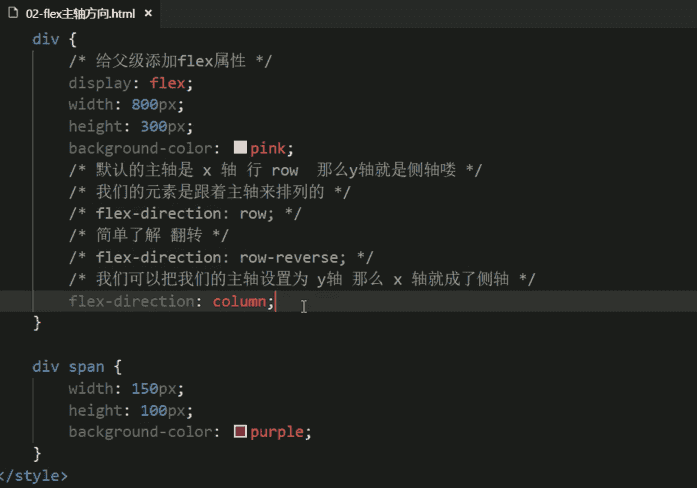 02-flex主轴方向.html ×
div {
/* 给父级添加flex属性 */
display: flex;
width: 800px;
height: 300px;
background-color: pink;
/* 默认的主轴是 x 轴 行 row  那么y轴就是侧轴喽 */
/* 我们的元素是跟着主轴来排列的 */
/* flex-direction: row; */
/* 简单了解 翻转 */
/* flex-direction: row-reverse; */
/* 我们可以把我们的主轴设置为 y轴 那么 x 轴就成了侧轴 */
flex-direction: column;
}
div span {
width: 150px;
height: 100px;
background-color: purple;
}
</style>